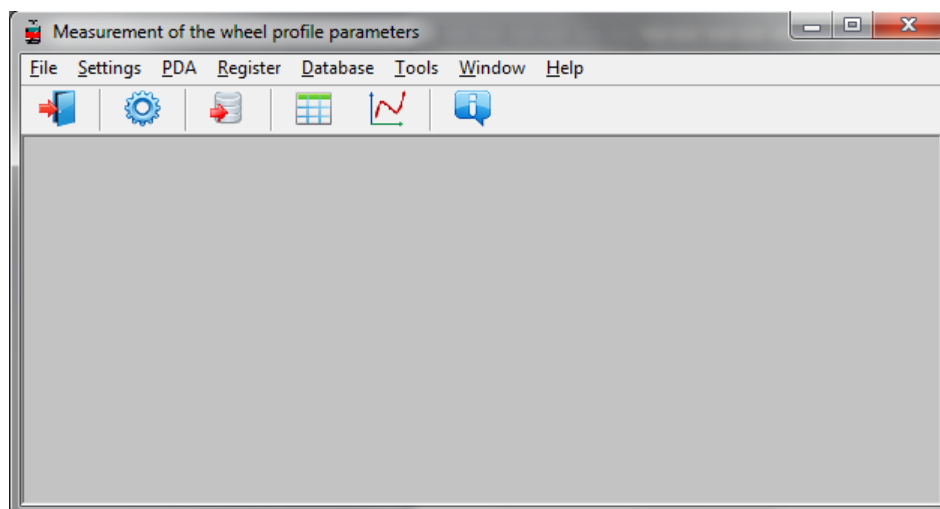 Measurement of the wheel profile parameters
File Settings PDA Register Database Tools Window Help